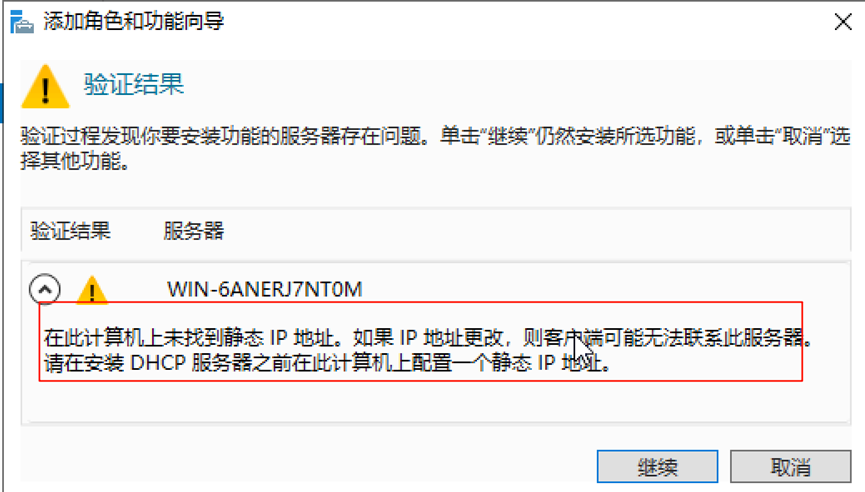 添加角色和功能向导
验证结果
验证过程发现你要安装功能的服务器存在问题。单击“继续”仍然安装所选功能，或单击“取消”选
择其他功能。
验证结果 服务器
WIN-6ANERJ7NT0M
在此计算机上未找到静态 IP 地址。如果 IP 地址更改，则客户端可能无法联系此服务器。
请在安装 DHCP 服务器之前在此计算机上配置一个静态 IP 地址。
继续 取消